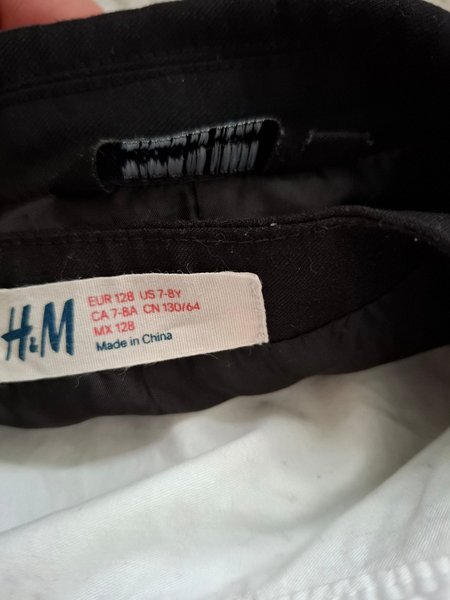 H&M
EUR 128 US 7-8Y
CA 7-8A CN 130/64
MX 128
Made in China